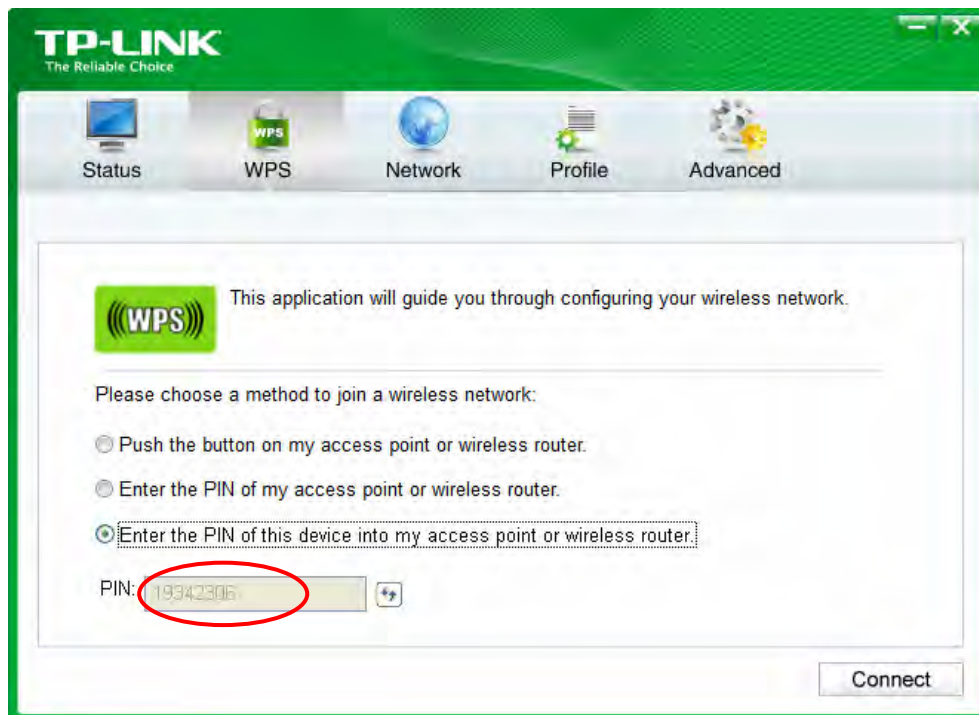 TP-LINK
The Reliable Choice
Status WPS Network Profile Advanced
WPS
(((WPS)))
This application will guide you through configuring your wireless network.
Please choose a method to join a wireless network:
Push the button on my access point or wireless router.
Enter the PIN of my access point or wireless router.
Enter the PIN of this device into my access point or wireless router.
PIN: 19342306
Connect